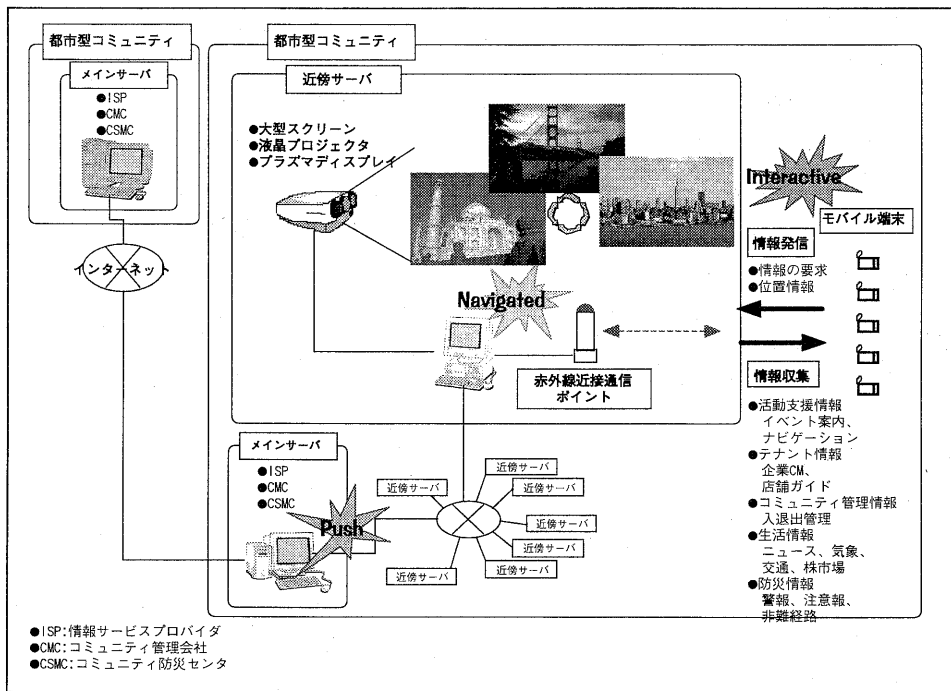 都市型コミュニティ
メインサーバ
●ISP
●CMC
●CSMC
インターネット
都市型コミュニティ
近傍サーバ
●大型スクリーン
●液晶プロジェクタ
●プラズマディスプレイ
Navigated
赤外線近接通信
ポイント
Interactive
モバイル端末
情報発信
●情報の要求
●位置情報
情報収集
●活動支援情報
イベント案内、
ナビゲーション
●テナント情報
企業CM、
店舗ガイド
●コミュニティ管理情報
入退出管理
●生活情報
ニュース、気象、
交通、株市場
●防災情報
警報、注意報、
非難経路
メインサーバ
●ISP
●CMC
●CSMC
Push
近傍サーバ
近傍サーバ
近傍サーバ
近傍サーバ
近傍サーバ
近傍サーバ
近傍サーバ
●ISP:情報サービスプロバイダ
●CMC:コミュニティ管理会社
●CSMC:コミュニティ防災センタ